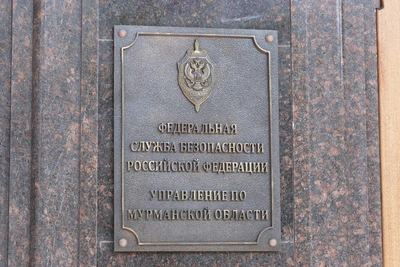 ФЕДЕРАЛЬНАЯ
СЛУЖБА БЕЗОПАСНОСТИ
РОССИЙСКОЙ ФЕДЕРАЦИИ
УПРАВЛЕНИЕ ПО
МУРМАНСКОЙ ОБЛАСТИ